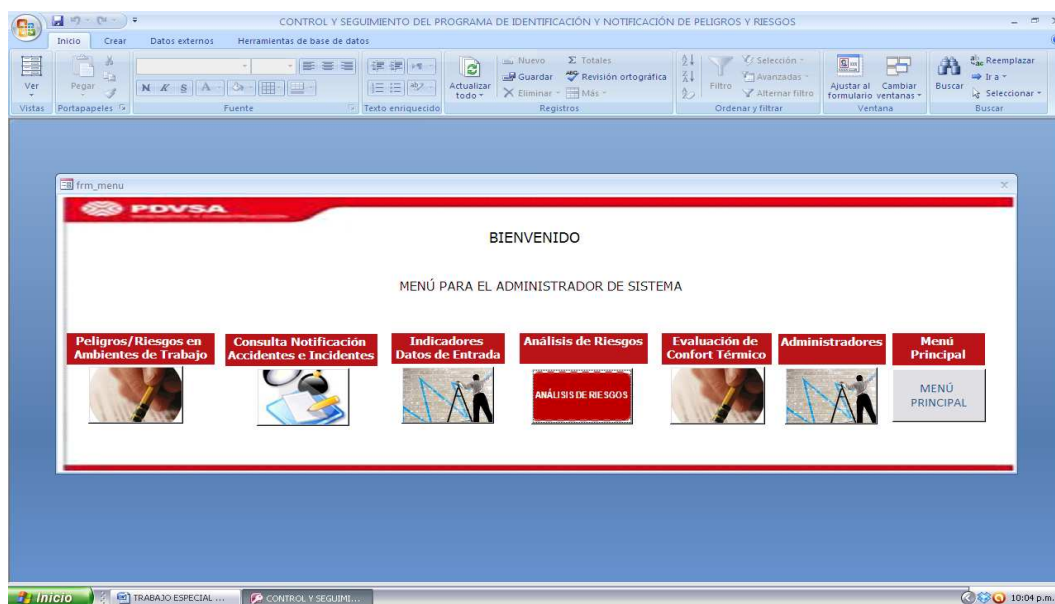 CONTROL Y SEGUIMIENTO DEL PROGRAMA DE IDENTIFICACIÓN Y NOTIFICACIÓN DE PELIGROS Y RIESGOS
Inicio Crear Datos externos Herramientas de base de datos
Ver
Pegar
N K S A
Actualizar todo
Nuevo Totales
Guardar Revisión ortográfica
Eliminar Más
Filtro
Selección
Avanzadas
Alternar filtro
Ajustar al formulario
Cambiar ventanas
Buscar
Reemplazar
Ir a
Seleccionar
Vistas Portapapeles Fuente Texto enriquecido Registros Ordenar y filtrar Ventana Buscar
frm_menu
PDVSA
BIENVENIDO
MENÚ PARA EL ADMINISTRADOR DE SISTEMA
Peligros/Riesgos en
Ambientes de Trabajo
Consulta Notificación
Accidentes e Incidentes
Indicadores
Datos de Entrada
Análisis de Riesgos
Evaluación de
Confort Térmico
Administradores
Menú
Principal
ANÁLISIS DE RIESGOS
MENÚ
PRINCIPAL
Inicio TRABAJO ESPECIAL ... CONTROL Y SEGUIMI... 10:04 p.m.